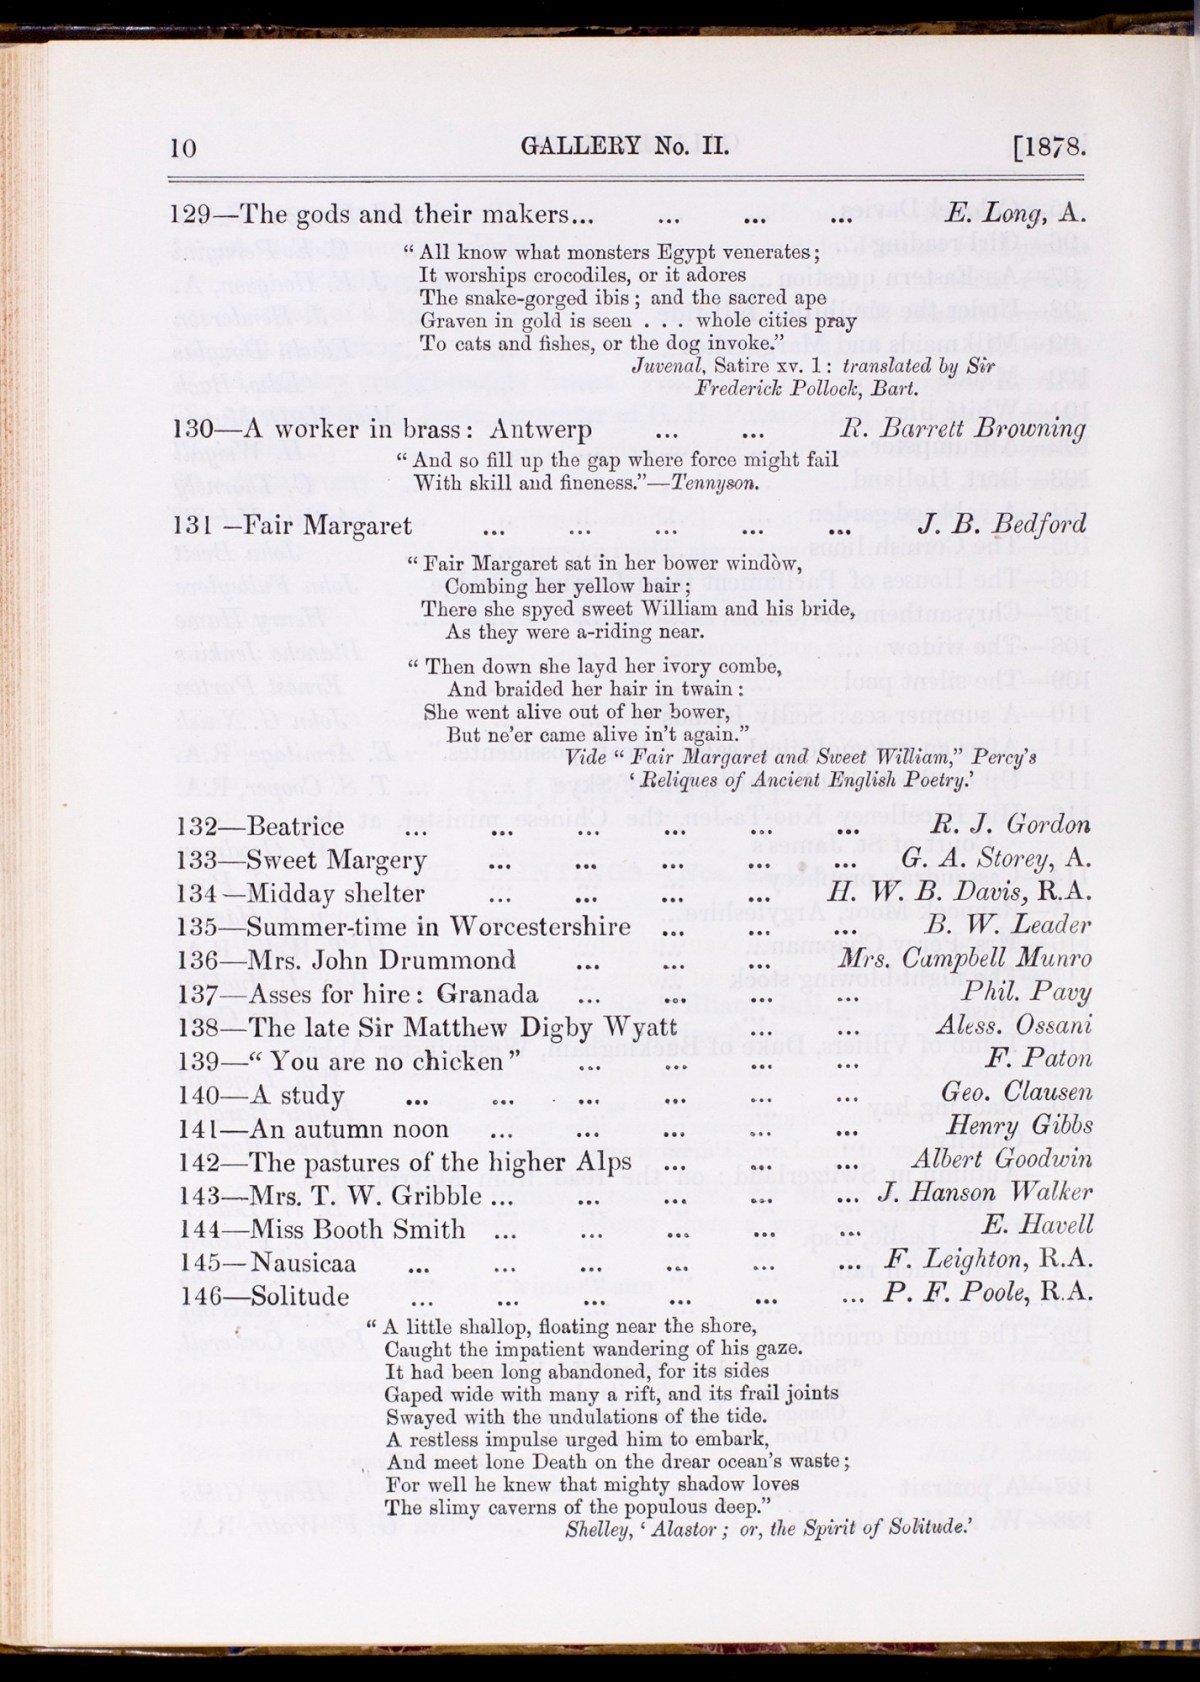 10 GALLERY No. II. [1878.
129—The gods and their makers... ... ... ... E. Long, A.
“All know what monsters Egypt venerates;
It worships crocodiles, or it adores
The snake-gorged ibis; and the sacred ape
Graven in gold is seen . . . whole cities pray
To cats and fishes, or the dog invoke.”
Juvenal, Satire xv. 1: translated by Sir
Frederick Pollock, Bart.
130—A worker in brass: Antwerp ... ... R. Barrett Browning
“And so fill up the gap where force might fail
With skill and fineness.”—Tennyson.
131—Fair Margaret ... ... ... ... J. B. Bedford
“Fair Margaret sat in her bower window,
Combing her yellow hair;
There she spyed sweet William and his bride,
As they were a-riding near.
“Then down she layd her ivory combe,
And braided her hair in twain:
She went alive out of her bower,
But ne’er came alive in’t again.”
Vide “Fair Margaret and Sweet William,” Percy’s
‘Reliques of Ancient English Poetry.’
132—Beatrice ... ... ... ... ... ... R. J. Gordon
133—Sweet Margery ... ... ... ... ... G. A. Storey, A.
134—Midday shelter ... ... ... ... H. W. B. Davis, R.A.
135—Summer-time in Worcestershire ... ... ... B. W. Leader
136—Mrs. John Drummond ... ... ... Mrs. Campbell Munro
137—Asses for hire: Granada ... ... ... ... Phil. Pavy
138—The late Sir Matthew Digby Wyatt ... ... Aless. Ossani
139—“You are no chicken” ... ... ... ... F. Paton
140—A study ... ... ... ... ... ... Geo. Clausen
141—An autumn noon ... ... ... ... ... Henry Gibbs
142—The pastures of the higher Alps ... ... ... Albert Goodwin
143—Mrs. T. W. Gribble ... ... ... ... ... J. Hanson Walker
144—Miss Booth Smith ... ... ... ... ... E. Havell
145—Nausicaa ... ... ... ... ... ... F. Leighton, R.A.
146—Solitude ... ... ... ... ... ... P. F. Poole, R.A.
“A little shallop, floating near the shore,
Caught the impatient wandering of his gaze.
It had been long abandoned, for its sides
Gaped wide with many a rift, and its frail joints
Swayed with the undulations of the tide.
A restless impulse urged him to embark,
And meet lone Death on the drear ocean’s waste;
For well he knew that mighty shadow loves
The slimy caverns of the populous deep.”
Shelley, ‘Alastor; or, the Spirit of Solitude.’